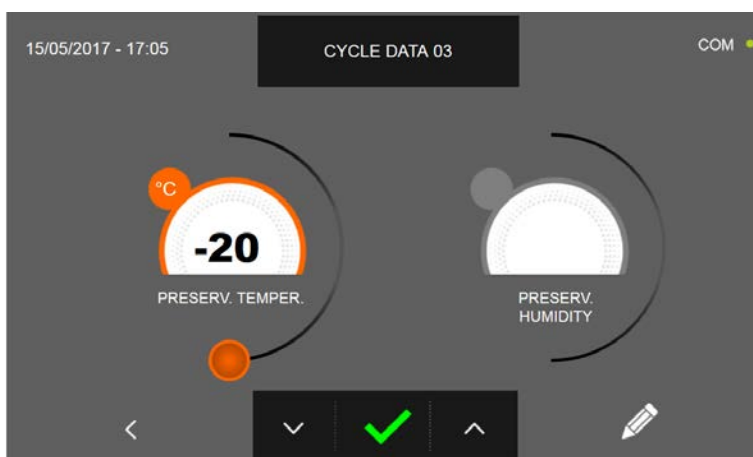 15/05/2017 - 17:05
CYCLE DATA 03
COM
°C
-20
PRESERV. TEMPER.
PRESERV.
HUMIDITY